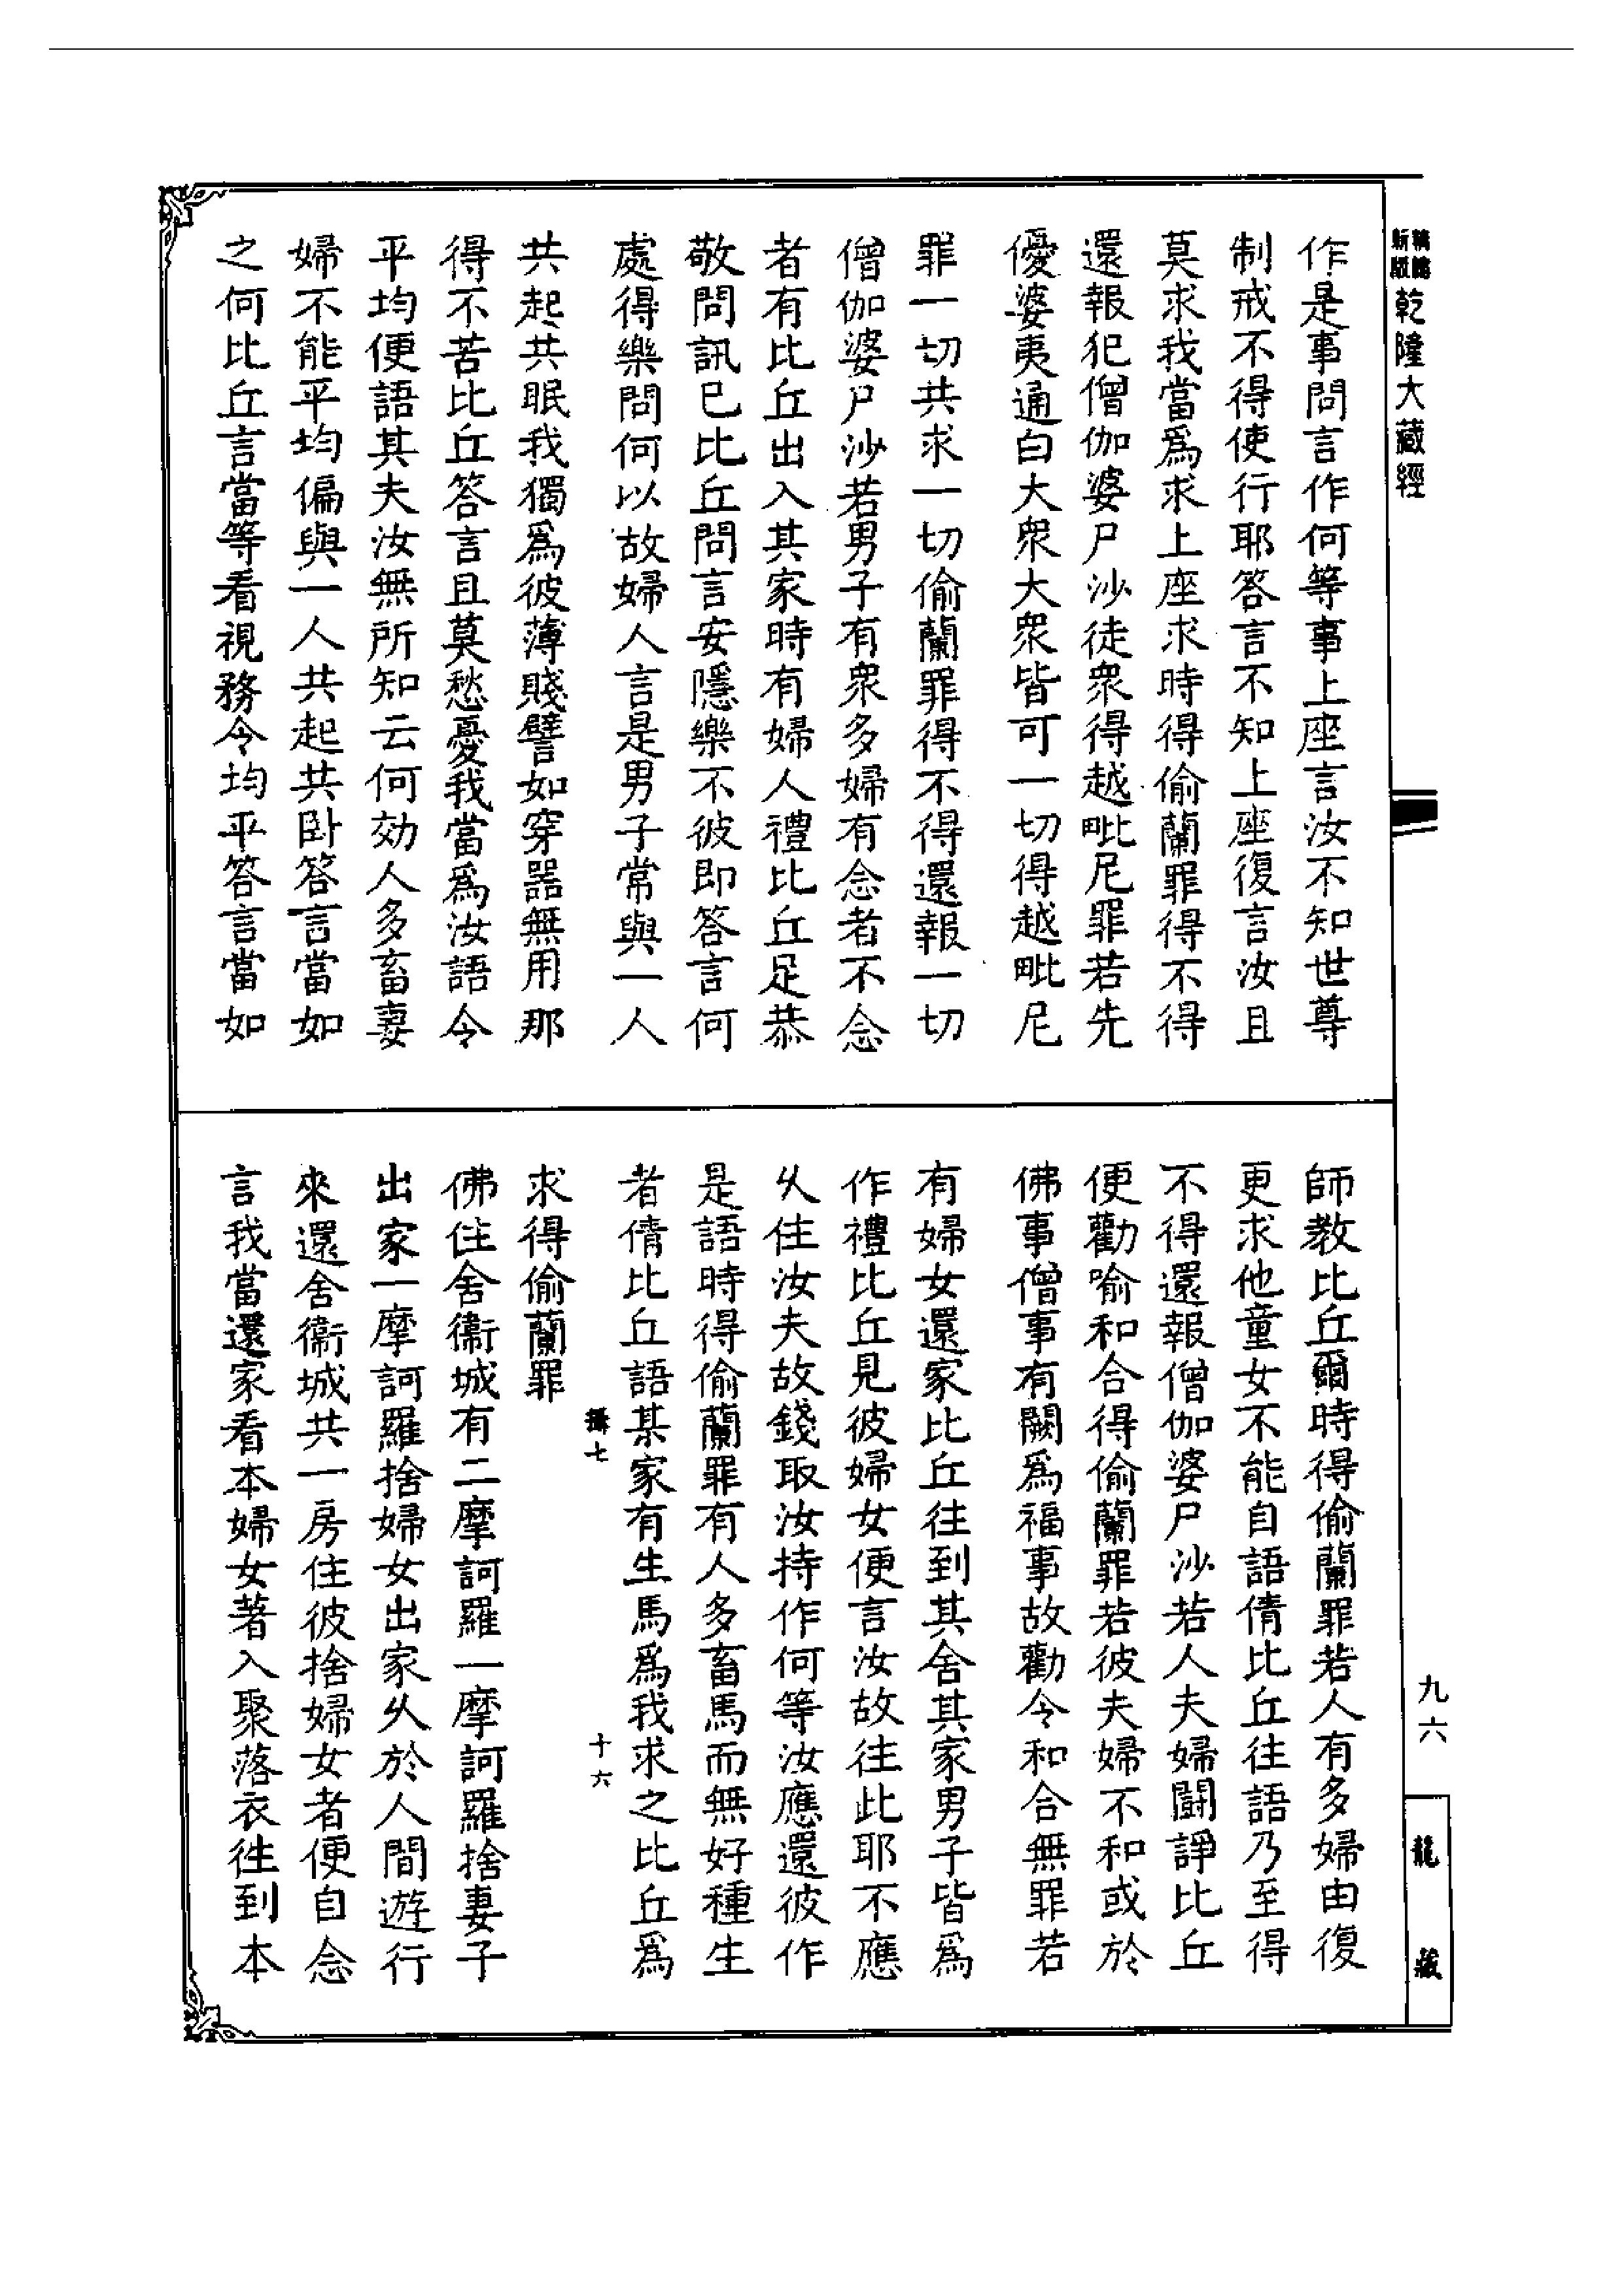 新版
乾隆大藏經
作是事問言作何等事上座言汝不知世尊
制戒不得使行耶答言不知上座復言汝且
莫求我當爲求上座求時得偷蘭罪得不得
還報犯僧伽婆尸沙徒衆得越毗尼罪若先
優婆夷通白大衆大衆皆可一切得越毗尼
罪一切共求一切偷蘭罪得不得還報一切
僧伽婆尸沙若男子有衆多婦有念者不念
者有比丘出入其家時有婦人禮比丘足恭
敬問訊已比丘問言安隱樂不彼即答言何
處得樂問何以故婦人言是男子常與一人
共起共眠我獨爲彼薄賤譬如穿器無用那
得不苦比丘答言且莫愁憂我當爲汝語令
平均便語其夫汝無所知云何効人多畜妻
婦不能平均偏與一人共起共卧答言當如
之何比丘言當等看視務令均平答言當如
師教比丘爾時得偷蘭罪若人有多婦由復
更求他童女不能自語倩比丘往語乃至得
不得還報僧伽婆尸沙若人夫婦鬬諍比丘
便勸喻和合得偷蘭罪若彼夫婦不和或於
佛事僧事有闕爲福事故勸令和合無罪若
有婦女還家比丘往到其舍其家男子皆爲
作禮比丘見彼婦女便言汝故往此耶不應
乆住汝夫故錢取汝持作何等汝應還彼作
是語時得偷蘭罪有人多畜馬而無好種生
者倩比丘語某家有生馬爲我求之比丘爲
攝七
十六
求得偷蘭罪
佛住舍衞城有二摩訶羅一摩訶羅捨妻子
出家一摩訶羅捨婦女出家乆於人間遊行
來還舍衞城共一房住彼捨婦女者便自念
言我當還家看本婦女著入聚落衣徃到本
九六
龍藏